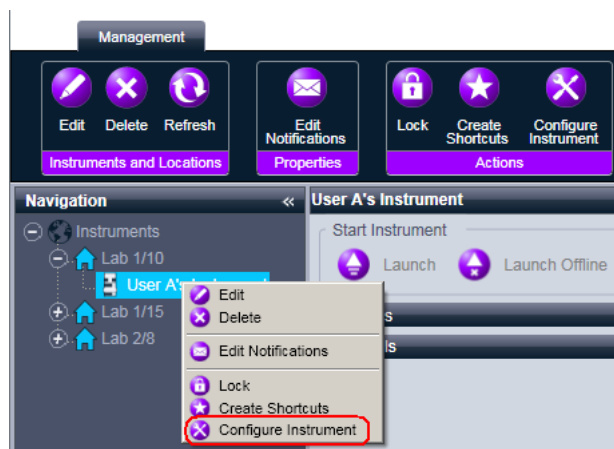 Management
Edit Delete Refresh
Edit Notifications
Lock Create Shortcuts Configure Instrument
Instruments and Locations Properties Actions
Navigation «
User A's Instrument
Instruments
Start Instrument
Lab 1/10
Launch Launch Offline
User A's
Edit
Lab 1/15
Delete
s
Lab 2/8
Edit Notifications
ls
Lock
Create Shortcuts
Configure Instrument